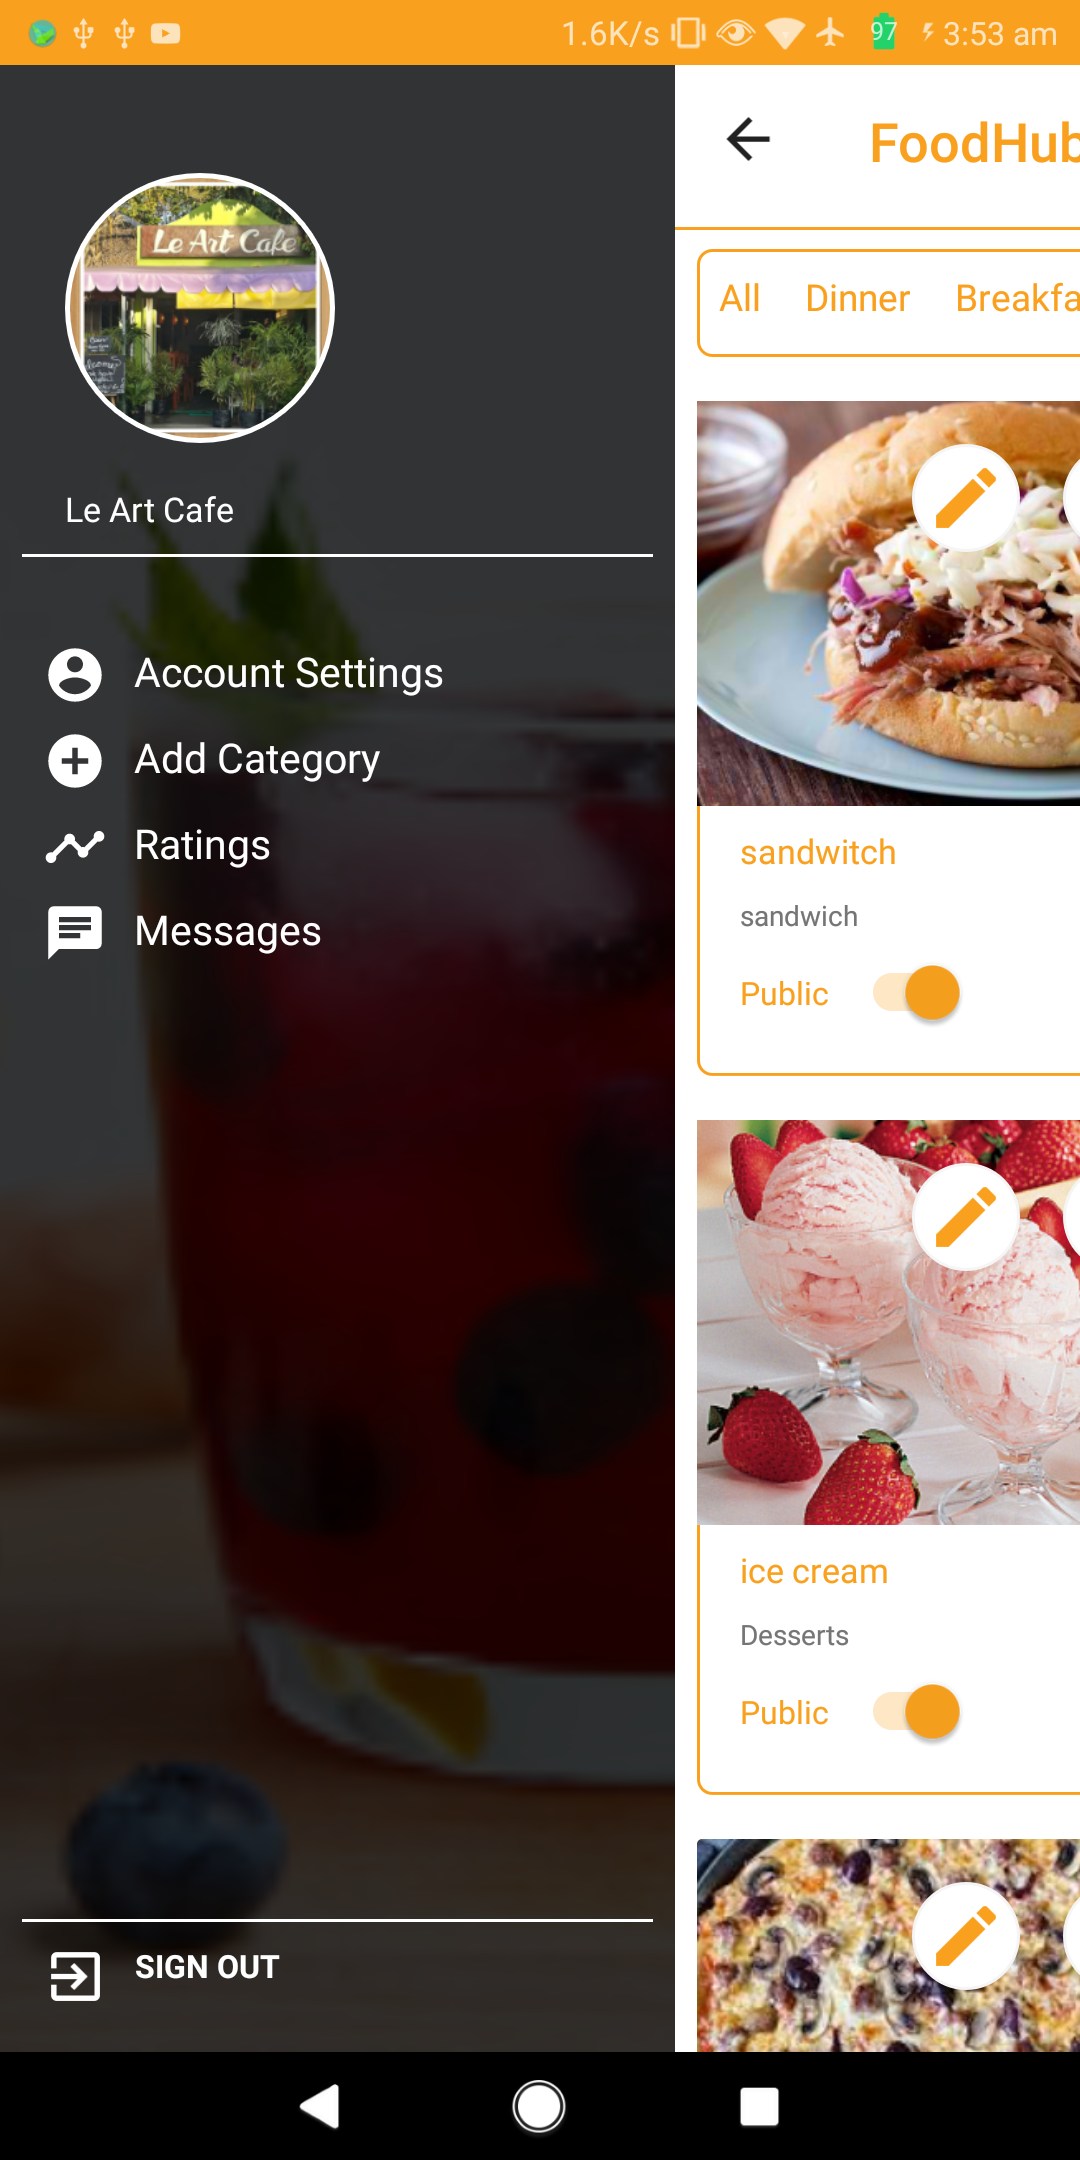 1.6K/s 97 3:53 am
Le Art Cafe
Le Art Cafe
Account Settings
Add Category
Ratings
Messages
SIGN OUT
FoodHub
All Dinner Breakfa
sandwitch
sandwich
Public
ice cream
Desserts
Public